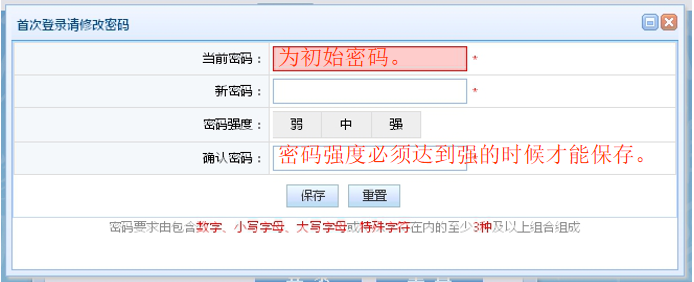 首次登录请修改密码
当前密码： 为初始密码。 *
新密码： *
密码强度： 弱 中 强
确认密码： 密码强度必须达到强的时候才能保存。
保存 重置
密码要求由包含数字、小写字母、大写字母或特殊字符在内的至少3种及以上组合组成